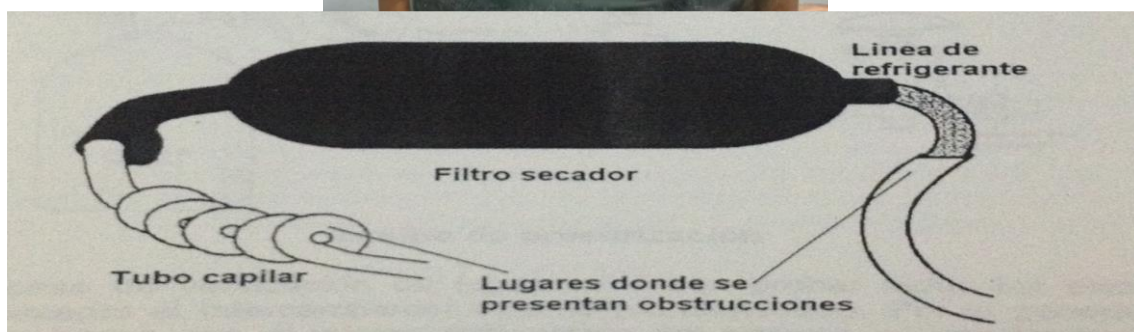 Linea de
refrigerante
Filtro secador
Tubo capilar
Lugares donde se
presentan obstrucciones